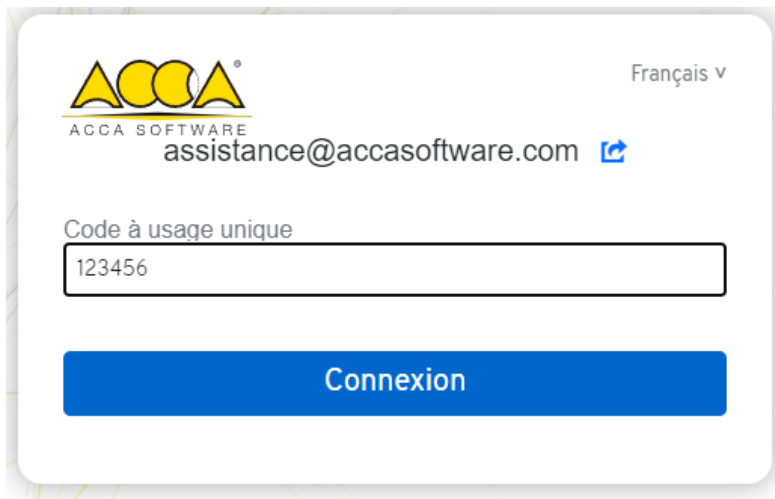 ACCA®
Français ˅
ACCA SOFTWARE
assistance@accasoftware.com
Code à usage unique
123456
Connexion